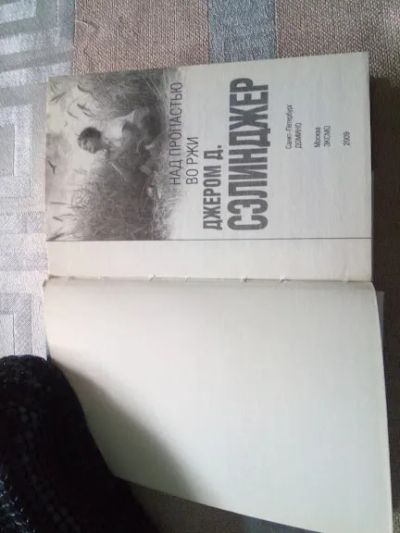 НАД ПРОПАСТЬЮ
ВО РЖИ
ДЖЕРОМ Д.
СЭЛИНДЖЕР
Санкт-Петербург
ДОМИНО
Москва
ЭКСМО
2009